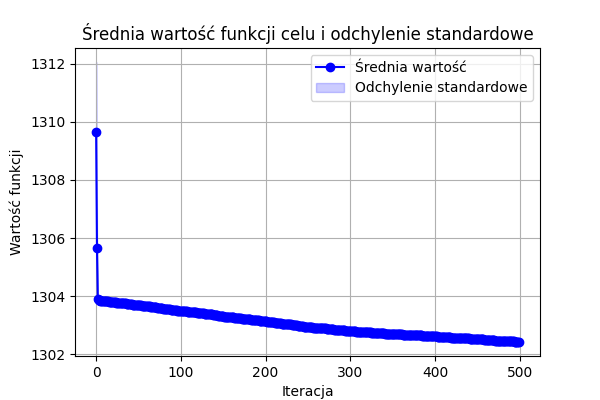 Średnia wartość funkcji celu i odchylenie standardowe
Średnia wartość
Odchylenie standardowe
Wartość funkcji
1312
1310
1308
1306
1304
1302
0 100 200 300 400 500
Iteracja